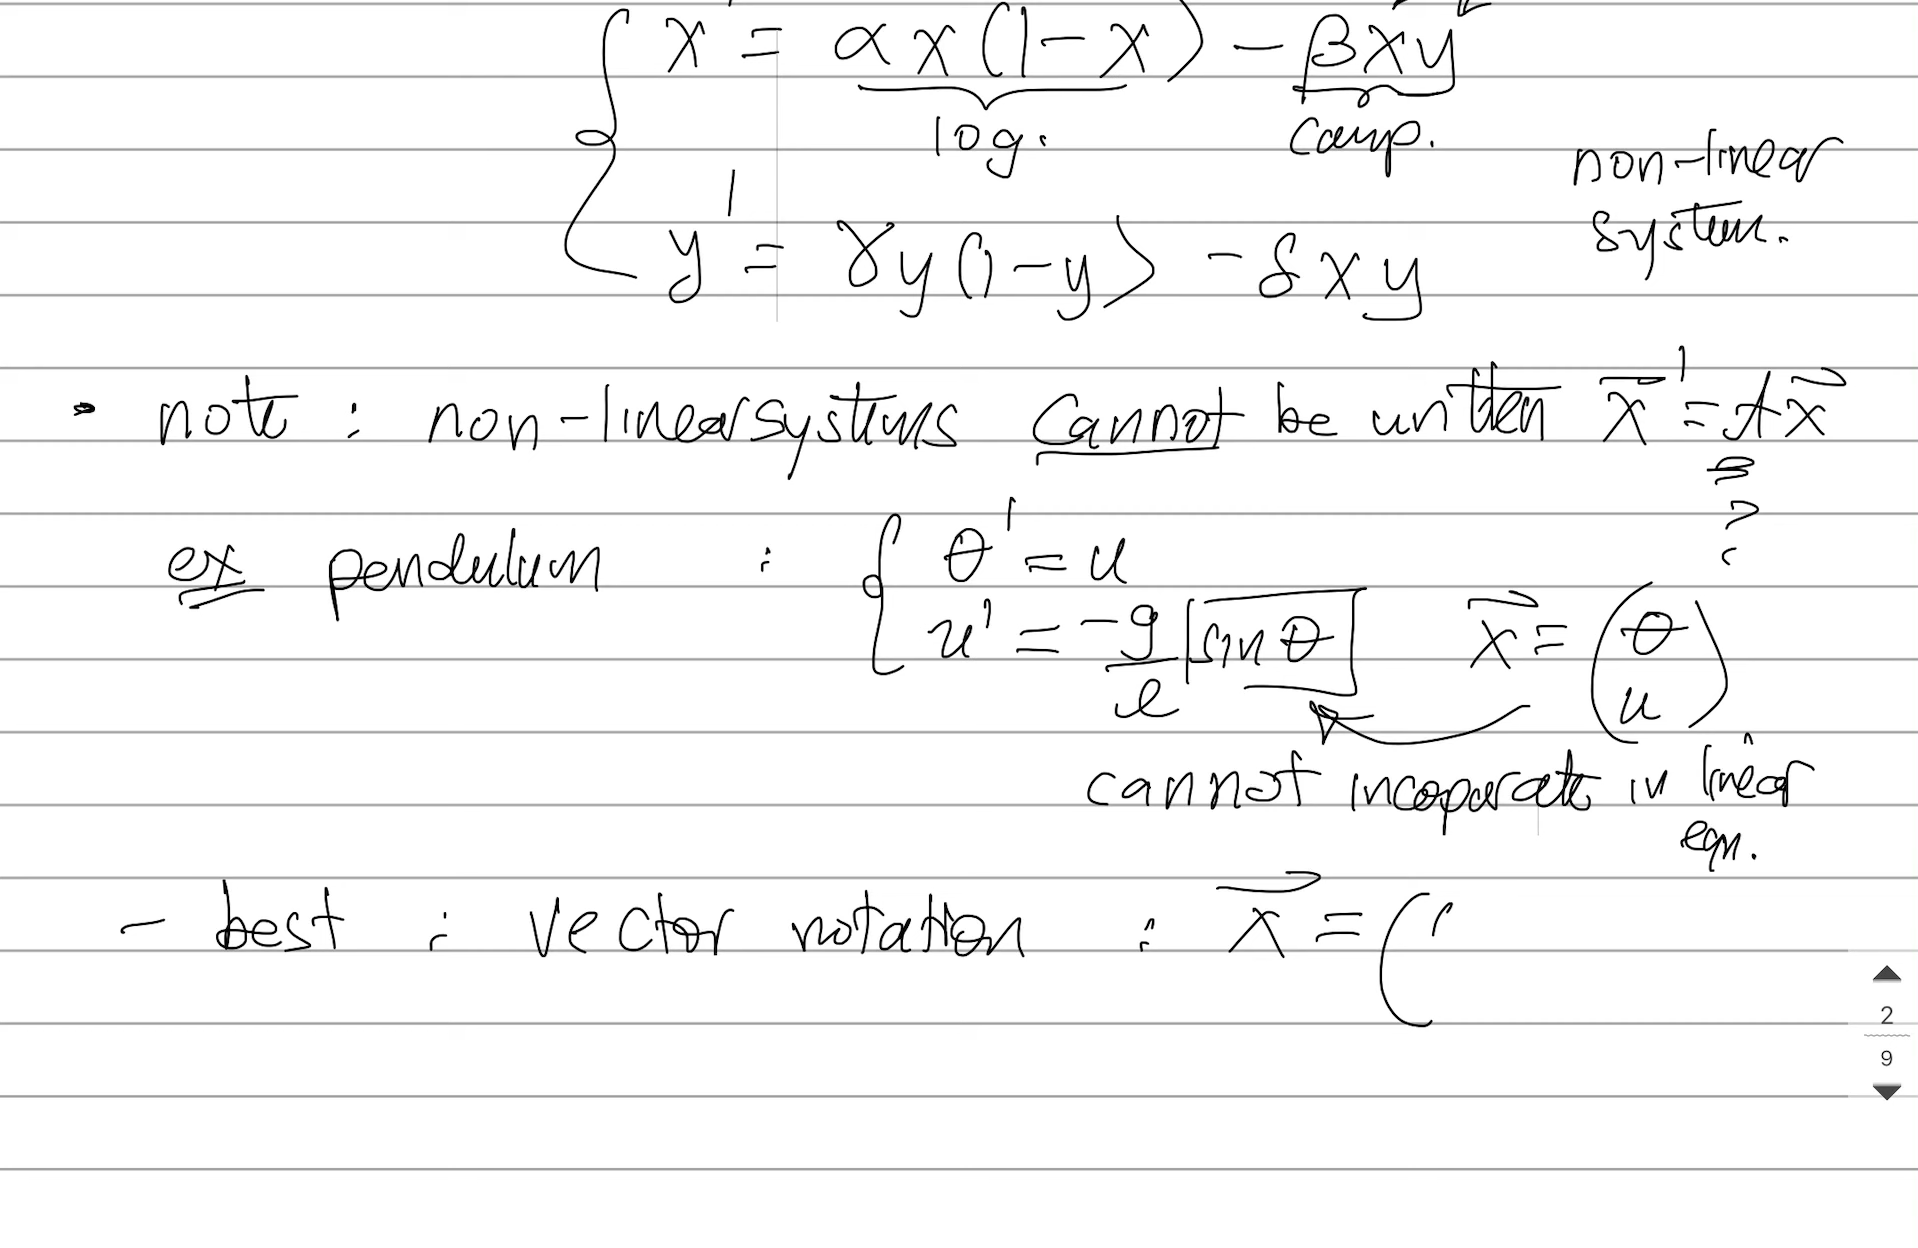 x' = αx(1-x) - βxy
log. comp.
non-linear
system.
y' = γy(1-y) - δxy
• note : non-linear systems cannot be written x⃗' = Ax⃗
?
ex pendulum : { θ' = u
u' = -g/l sin θ x⃗ = (θ u)
cannot incoporate in linear
eqn.
- best : vector notation : x⃗ = (
2
9